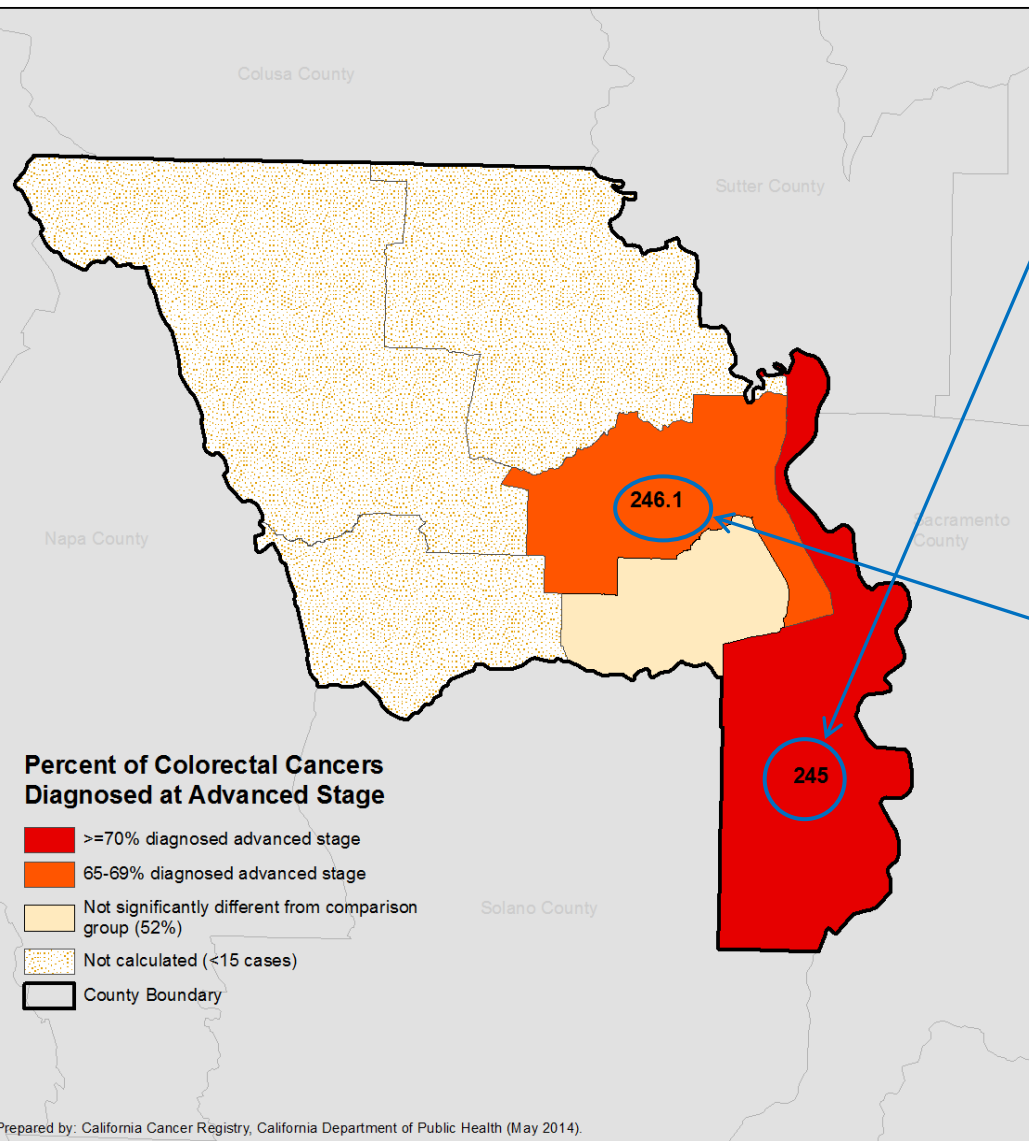 Colusa County
Sutter County
246.1
Napa County
Sacramento
County
245
Percent of Colorectal Cancers
Diagnosed at Advanced Stage
>=70% diagnosed advanced stage
65-69% diagnosed advanced stage
Not significantly different from comparison
group (52%)
Solano County
Not calculated (<15 cases)
County Boundary
Prepared by: California Cancer Registry, California Department of Public Health (May 2014).